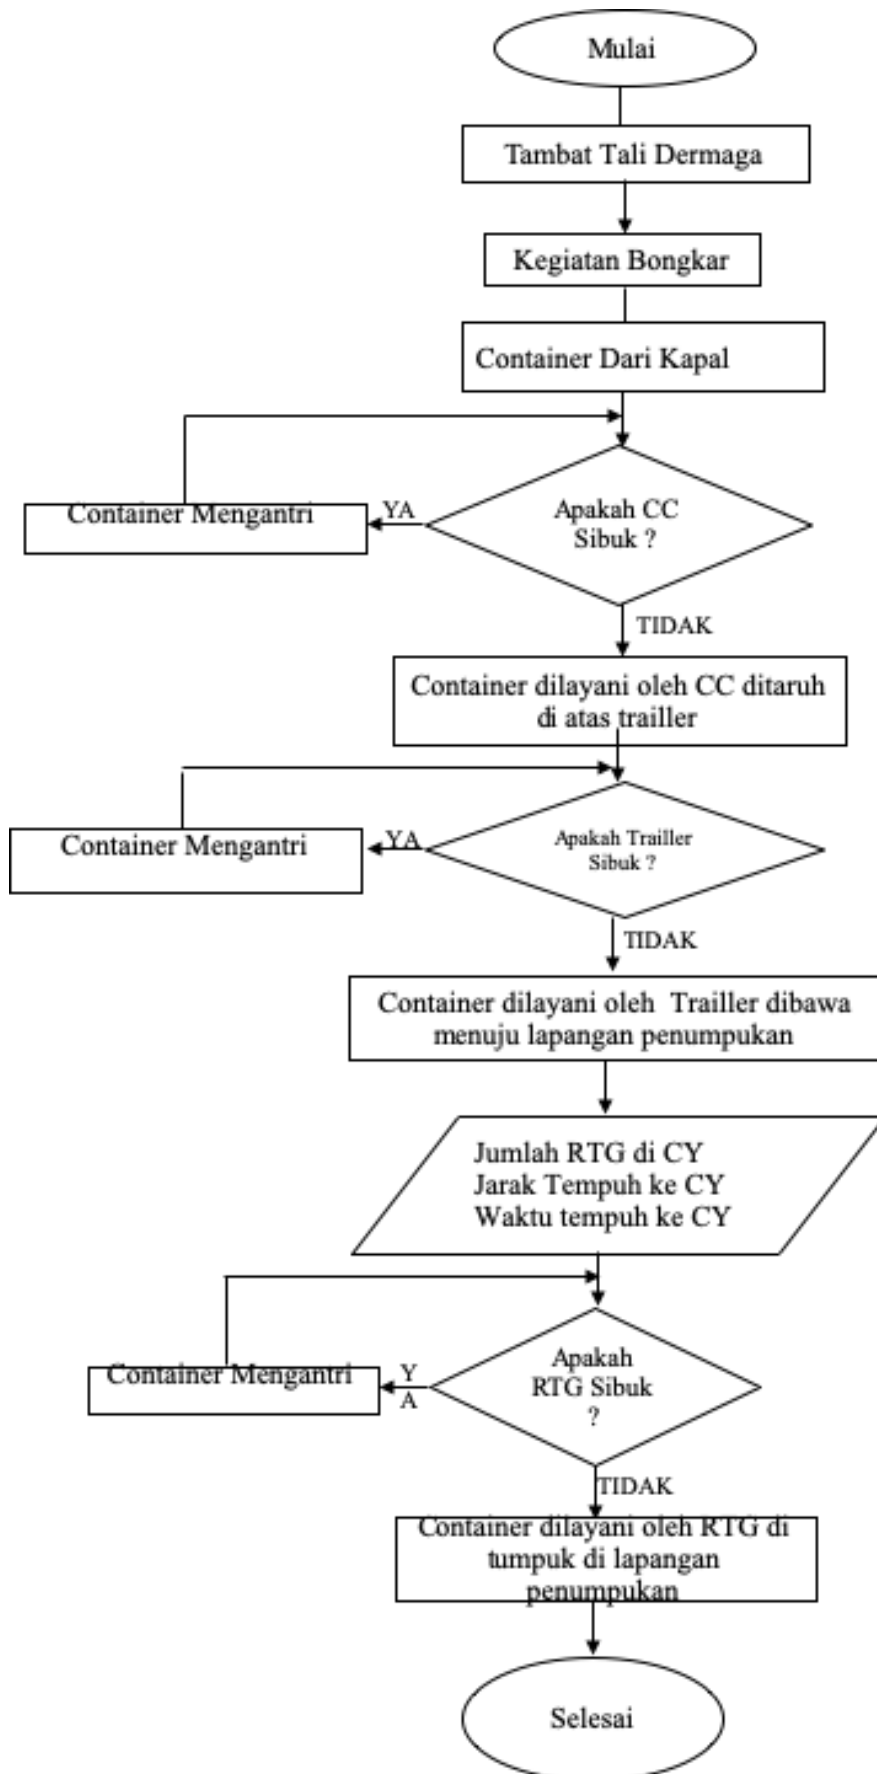 Mulai
Tambat Tali Dermaga
Kegiatan Bongkar
Container Dari Kapal
Container Mengantri
YA
Apakah CC
Sibuk ?
TIDAK
Container dilayani oleh CC ditaruh
di atas trailler
Container Mengantri
YA
Apakah Trailler
Sibuk ?
TIDAK
Container dilayani oleh Trailler dibawa
menuju lapangan penumpukan
Jumlah RTG di CY
Jarak Tempuh ke CY
Waktu tempuh ke CY
Container Mengantri
Y
A
Apakah
RTG Sibuk
?
TIDAK
Container dilayani oleh RTG di
tumpuk di lapangan
penumpukan
Selesai